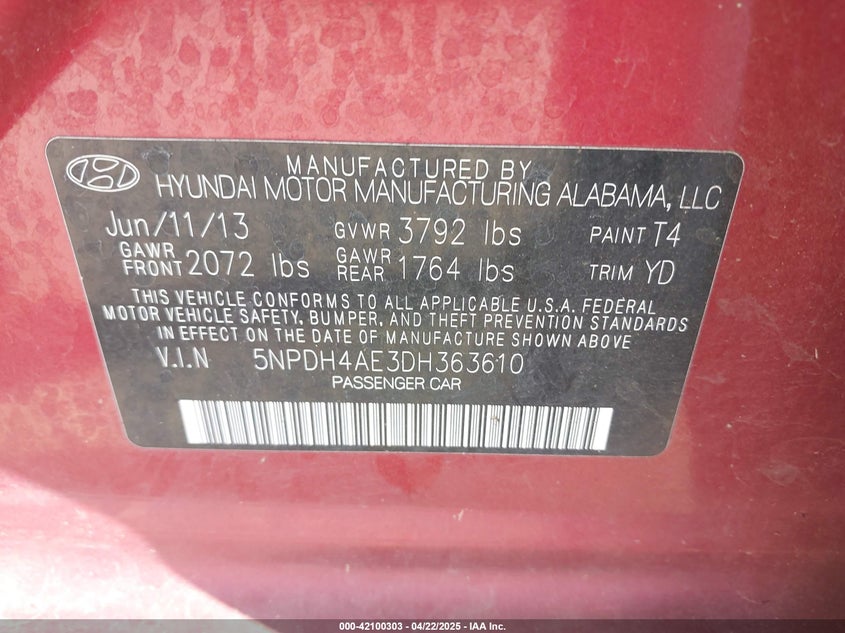 MANUFACTURED BY
HYUNDAI MOTOR MANUFACTURING ALABAMA, LLC
Jun/11/13 GVWR 3792 lbs PAINT T4
GAWR FRONT 2072 lbs GAWR REAR 1764 lbs TRIM YD
THIS VEHICLE CONFORMS TO ALL APPLICABLE U.S.A. FEDERAL
MOTOR VEHICLE SAFETY, BUMPER, AND THEFT PREVENTION STANDARDS
IN EFFECT ON THE DATE OF MANUFACTURE SHOWN ABOVE.
V.I.N 5NPDH4AE3DH363610
PASSENGER CAR
000-42100303 - 04/22/2025 - IAA Inc.